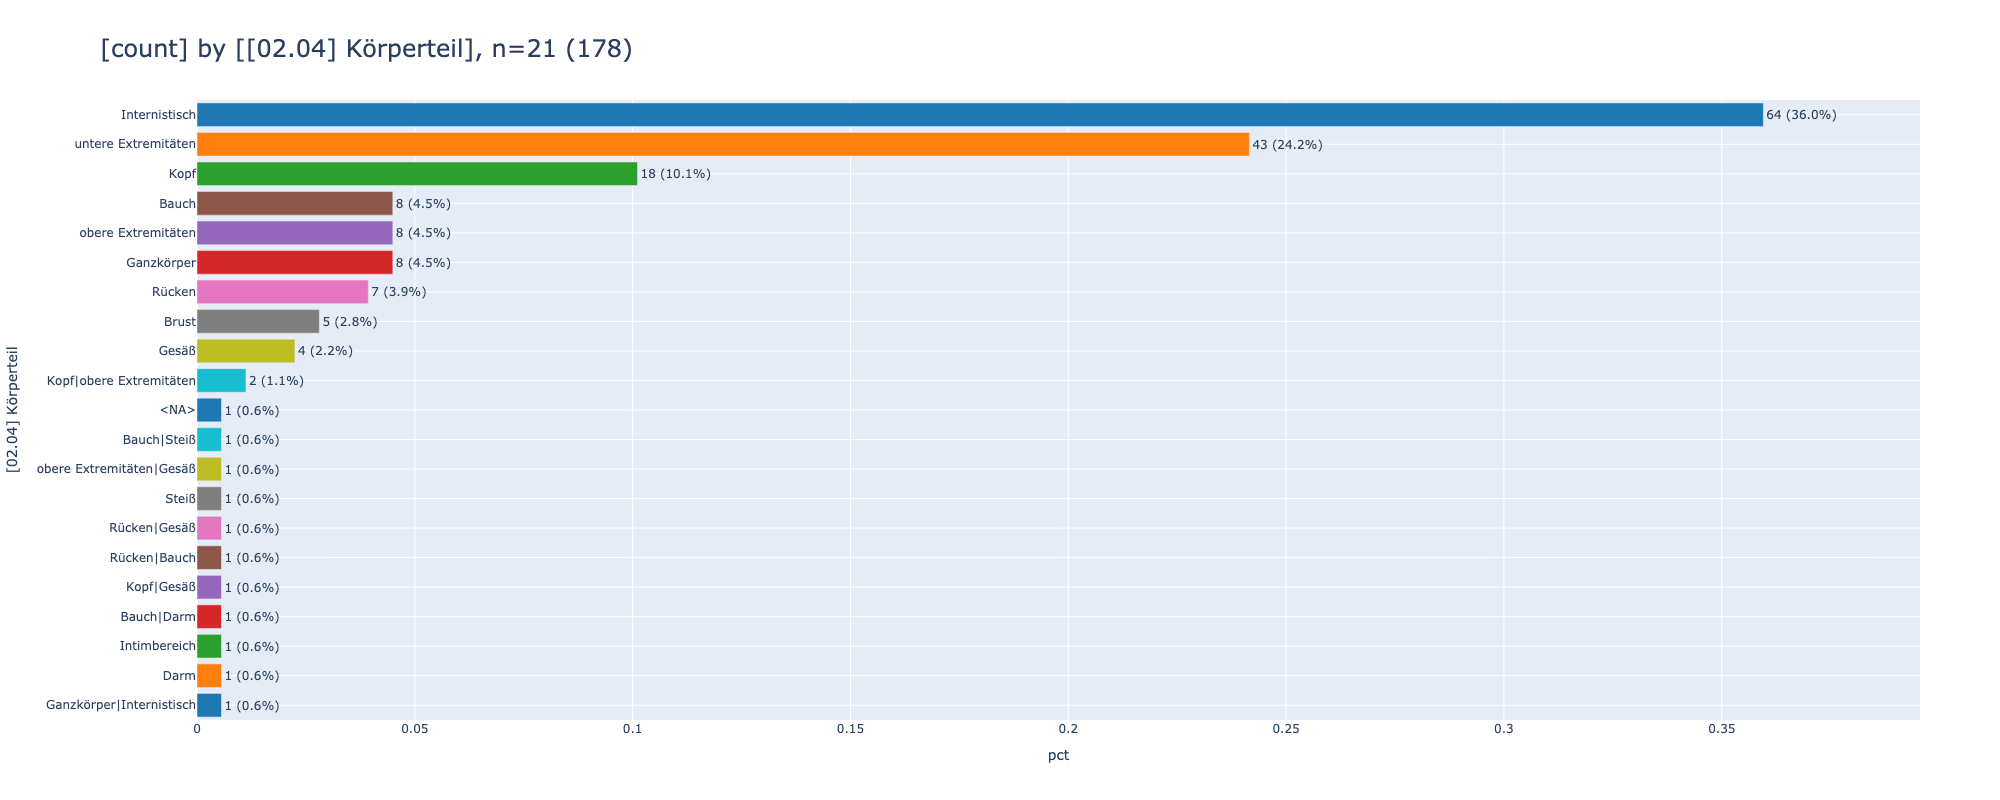 [count] by [[02.04] Körperteil], n=21 (178)
Internistisch 64 (36.0%)
untere Extremitäten 43 (24.2%)
Kopf 18 (10.1%)
Bauch 8 (4.5%)
obere Extremitäten 8 (4.5%)
Ganzkörper 8 (4.5%)
Rücken 7 (3.9%)
Brust 5 (2.8%)
Gesäß 4 (2.2%)
Kopf|obere Extremitäten 2 (1.1%)
<NA> 1 (0.6%)
Bauch|Steiß 1 (0.6%)
obere Extremitäten|Gesäß 1 (0.6%)
Steiß 1 (0.6%)
Rücken|Gesäß 1 (0.6%)
Rücken|Bauch 1 (0.6%)
Kopf|Gesäß 1 (0.6%)
Bauch|Darm 1 (0.6%)
Intimbereich 1 (0.6%)
Darm 1 (0.6%)
Ganzkörper|Internistisch 1 (0.6%)
0 0.05 0.1 0.15 0.2 0.25 0.3 0.35
pct
[02.04] Körperteil